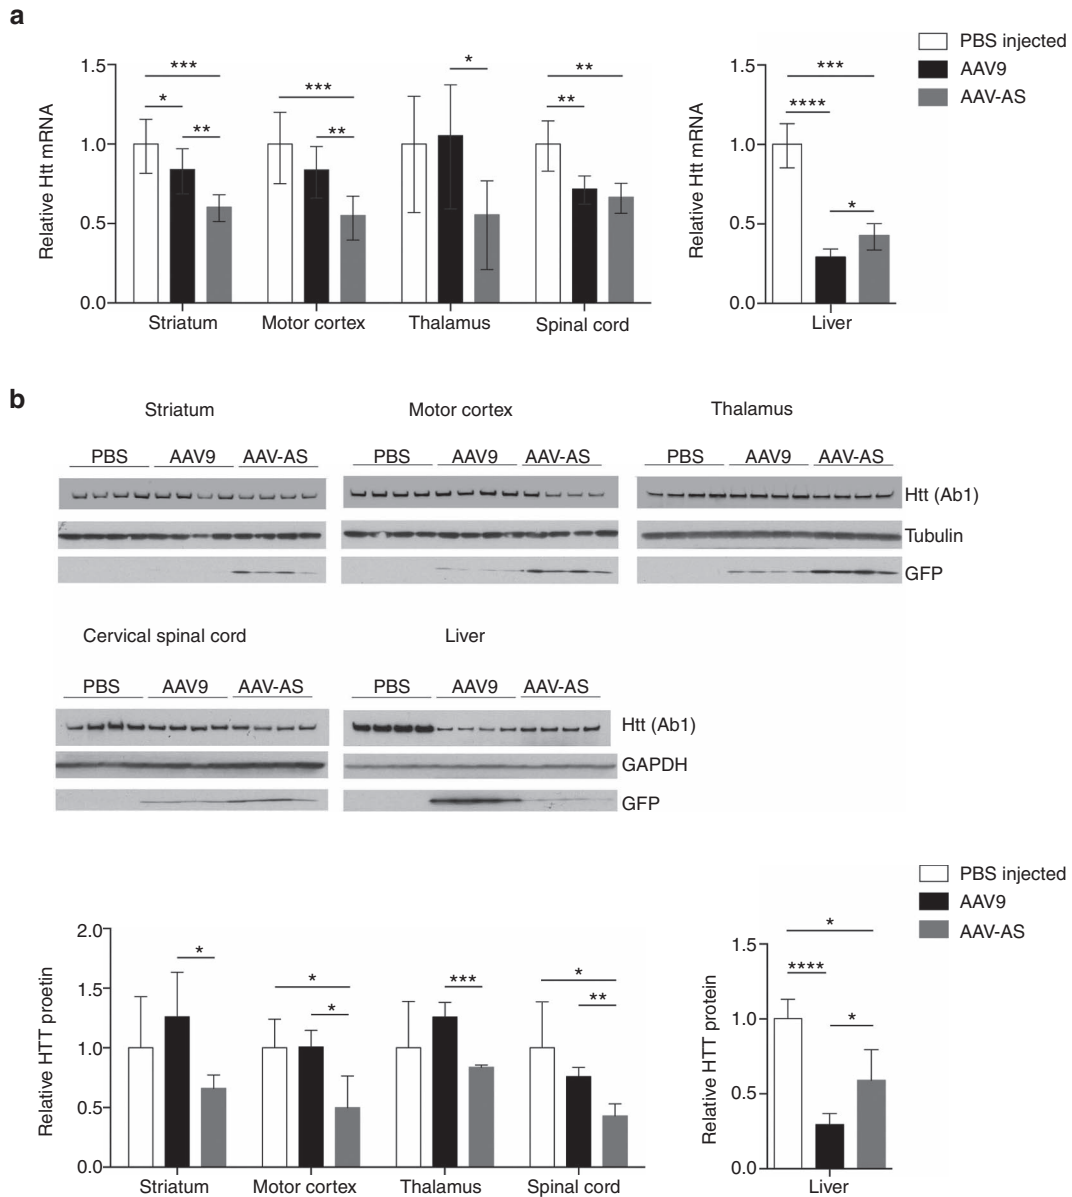 a
PBS injected
AAV9
AAV-AS
Relative Htt mRNA
1.5
1.0
0.5
0.0
***
*
**
***
**
*
**
**
Striatum
Motor cortex
Thalamus
Spinal cord
Relative Htt mRNA
1.5
1.0
0.5
0.0
***
****
*
Liver
b
Striatum
Motor cortex
Thalamus
PBS AAV9 AAV-AS
PBS AAV9 AAV-AS
PBS AAV9 AAV-AS
Htt (Ab1)
Tubulin
GFP
Cervical spinal cord
Liver
PBS AAV9 AAV-AS
PBS AAV9 AAV-AS
Htt (Ab1)
GAPDH
GFP
PBS injected
AAV9
AAV-AS
Relative HTT proetin
2.0
1.5
1.0
0.5
0.0
*
*
*
***
*
**
Striatum
Motor cortex
Thalamus
Spinal cord
Relative HTT protein
1.5
1.0
0.5
0.0
*
****
*
Liver